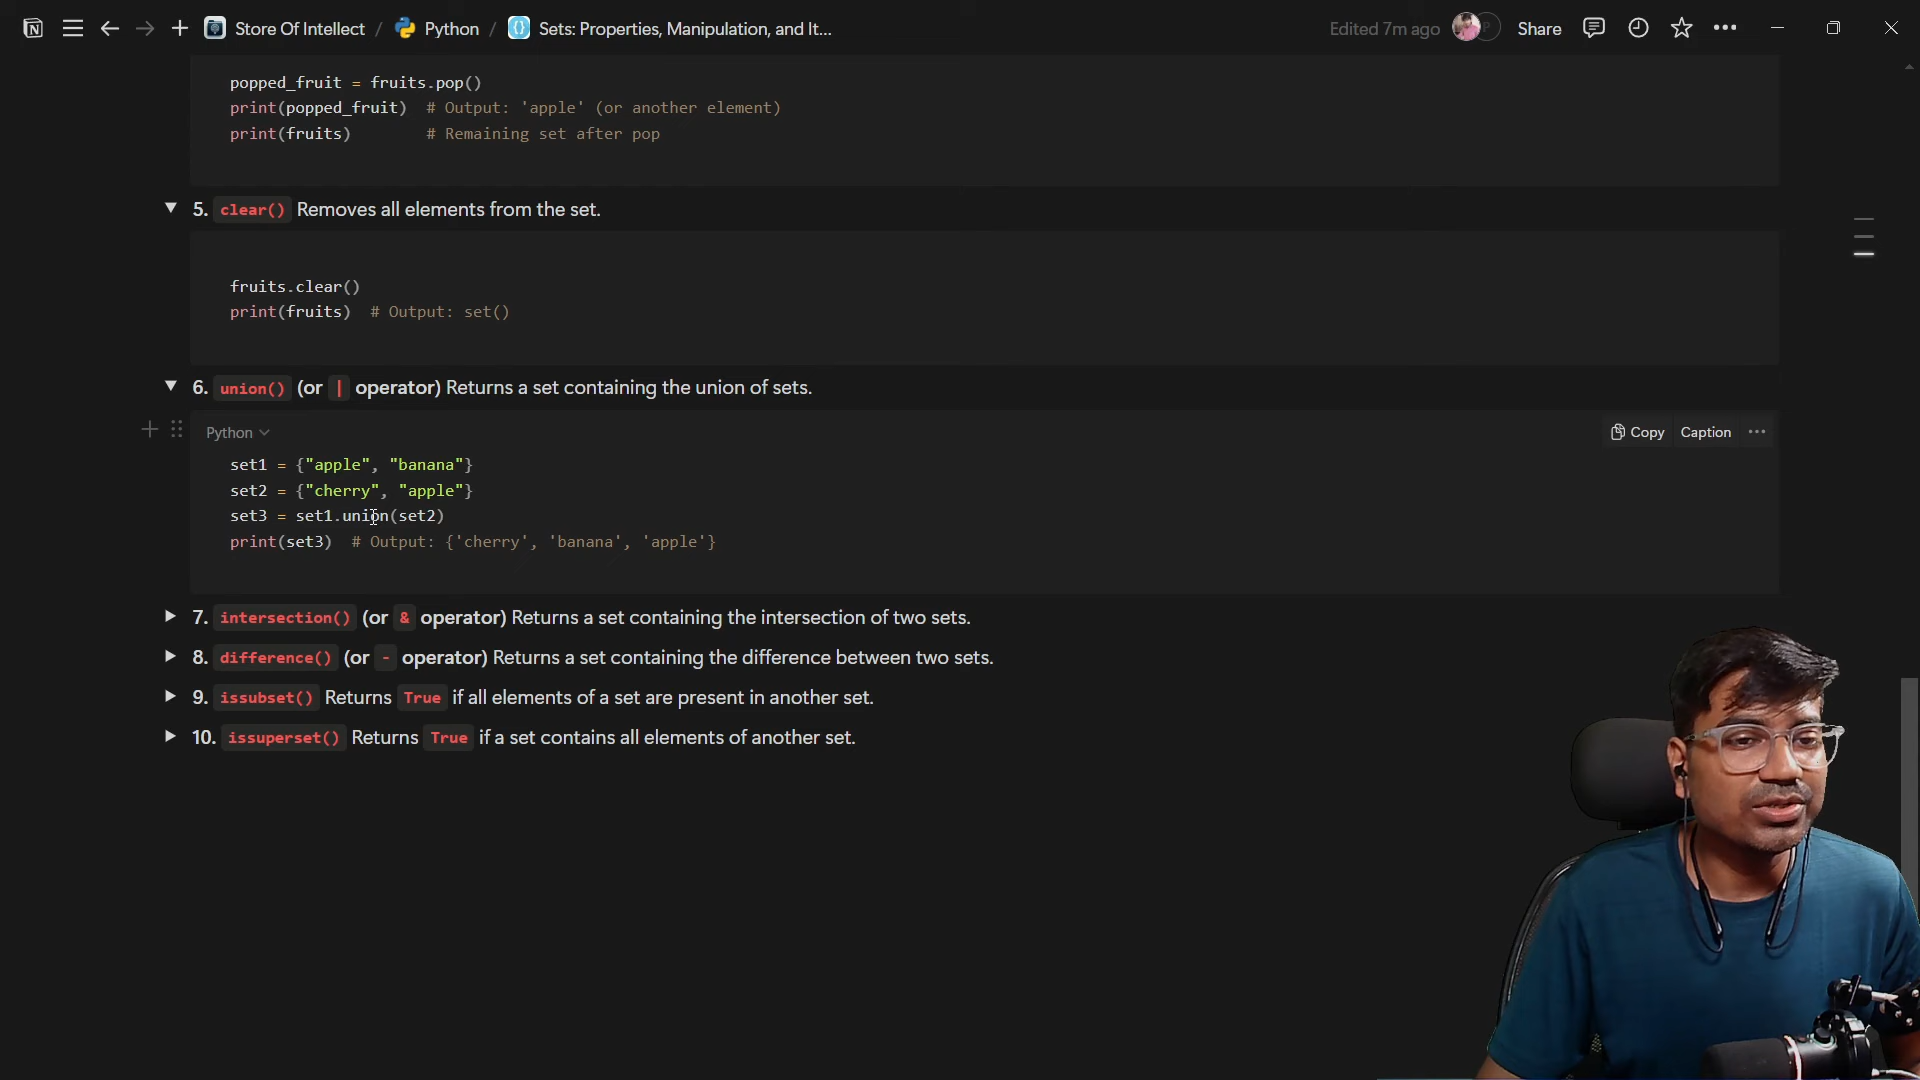 Store Of Intellect / Python / Sets: Properties, Manipulation, and It...
Edited 7m ago P Share
popped_fruit = fruits.pop()
print(popped_fruit)  # Output: 'apple' (or another element)
print(fruits)        # Remaining set after pop
5. clear() Removes all elements from the set.
fruits.clear()
print(fruits)  # Output: set()
6. union() (or | operator) Returns a set containing the union of sets.
Python
Copy Caption
set1 = {"apple", "banana"}
set2 = {"cherry", "apple"}
set3 = set1.union(set2)
print(set3)  # Output: {'cherry', 'banana', 'apple'}
7. intersection() (or & operator) Returns a set containing the intersection of two sets.
8. difference() (or - operator) Returns a set containing the difference between two sets.
9. issubset() Returns True if all elements of a set are present in another set.
10. issuperset() Returns True if a set contains all elements of another set.